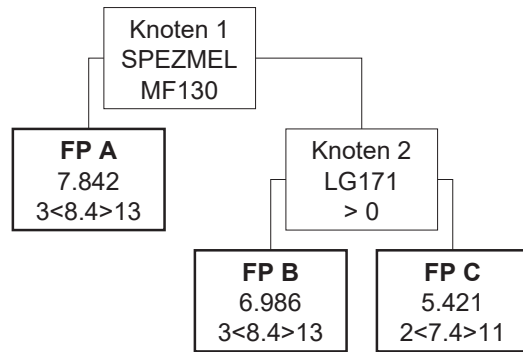 Knoten 1
SPEZMEL
MF130
FP A
7.842
3<8.4>13
Knoten 2
LG171
> 0
FP B
6.986
3<8.4>13
FP C
5.421
2<7.4>11